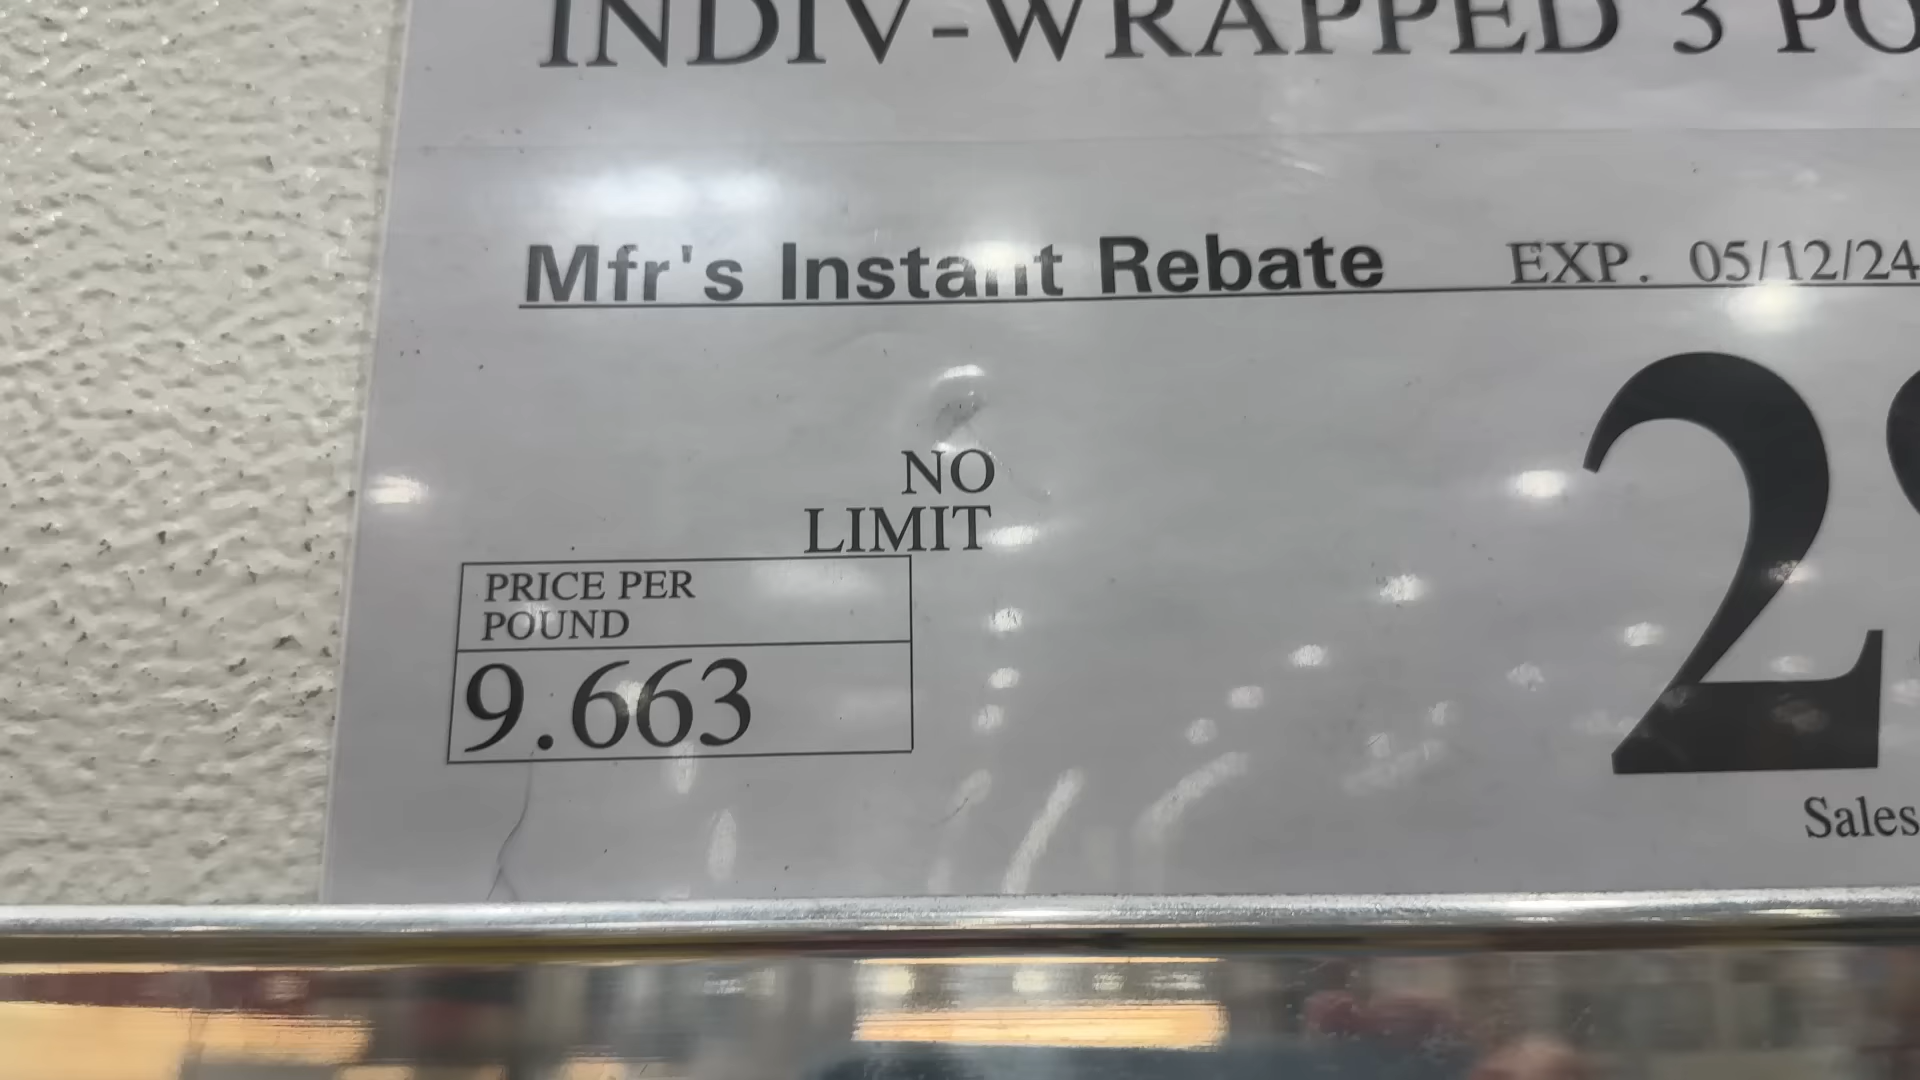 INDIV-WRAPPED 3 PO
Mfr's Instant Rebate EXP. 05/12/24
NO
LIMIT
PRICE PER
POUND
9.663
2
Sales